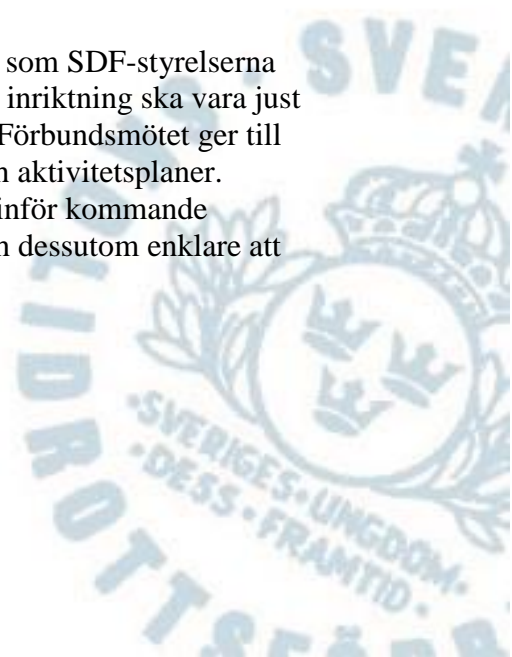 som SDF-styrelserna
inriktning ska vara just
Förbundsmötet ger till
aktivitetsplaner.
inför kommande
dessutom enklare att
SVE
IDROTTSFÖR
·SVERIGES·UNGDOM·
·DESS·FRAMTID·